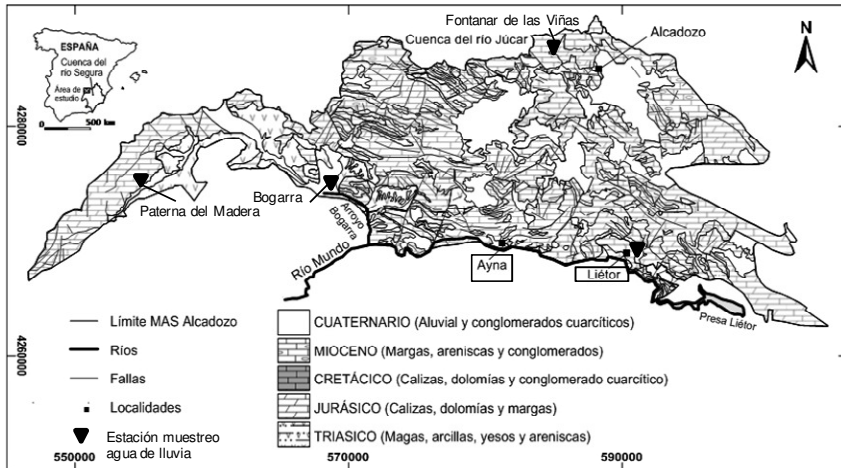 Fontanar de las Viñas
Cuenca del río Júcar
Alcadozo
N
ESPAÑA
Cuenca del
río Segura
Área de
estudio
0 500 km
4280000
4260000
Paterna del Madera
Bogarra
Arroyo
Bogarra
Río Mundo
Ayna
Liétor
Presa Liétor
Límite MAS Alcadozo
Ríos
Fallas
Localidades
Estación muestreo
agua de lluvia
CUATERNARIO (Aluvial y conglomerados cuarcíticos)
MIOCENO (Margas, areniscas y conglomerados)
CRETÁCICO (Calizas, dolomías y conglomerado cuarcítico)
JURÁSICO (Calizas, dolomías y margas)
TRIASICO (Magas, arcillas, yesos y areniscas)
550000
570000
590000